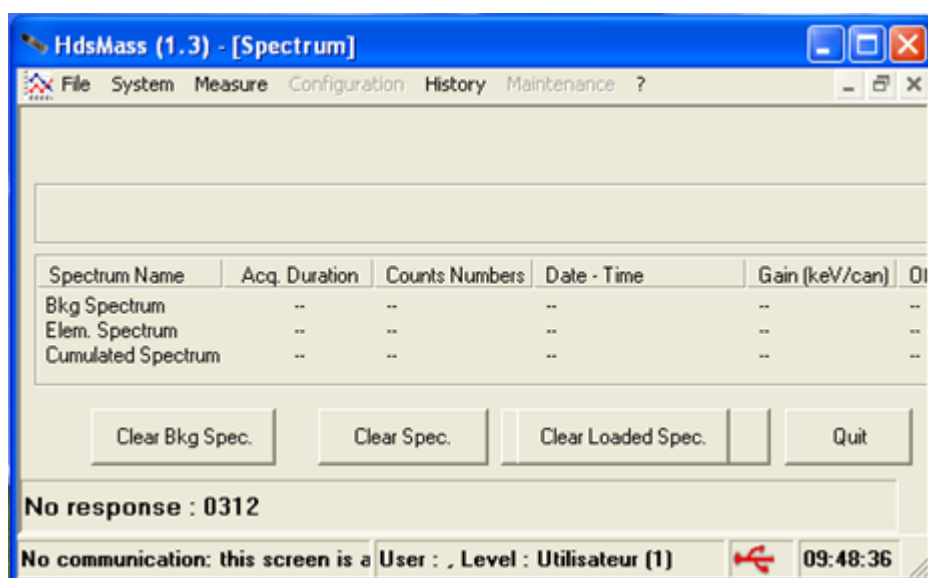 HdsMass (1.3) - [Spectrum]
File System Measure Configuration History Maintenance ?
Spectrum Name Acq. Duration Counts Numbers Date - Time Gain (keV/can)
Bkg Spectrum -- -- -- -- --
Elem. Spectrum -- -- -- -- --
Cumulated Spectrum -- -- -- -- --
Clear Bkg Spec. Clear Spec. Clear Loaded Spec. Quit
No response : 0312
No communication: this screen is a User : , Level : Utilisateur (1) 09:48:36